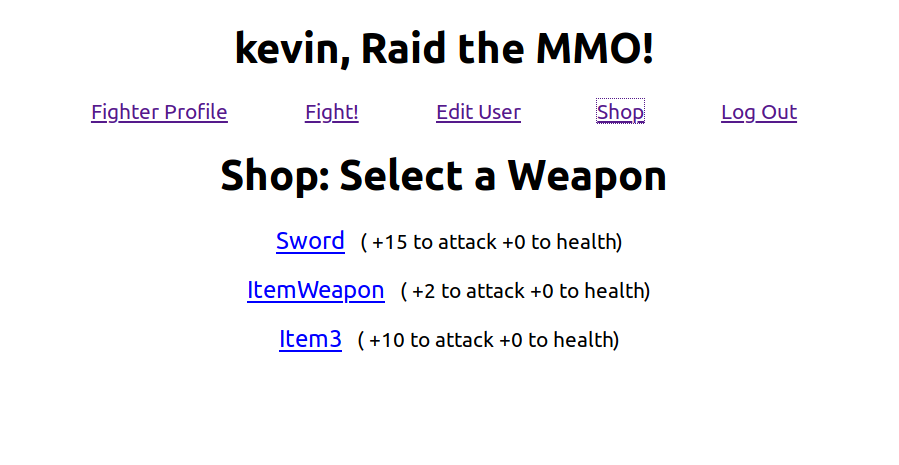 kevin, Raid the MMO!
Fighter Profile Fight! Edit User Shop Log Out
Shop: Select a Weapon
Sword ( +15 to attack +0 to health)
ItemWeapon ( +2 to attack +0 to health)
Item3 ( +10 to attack +0 to health)